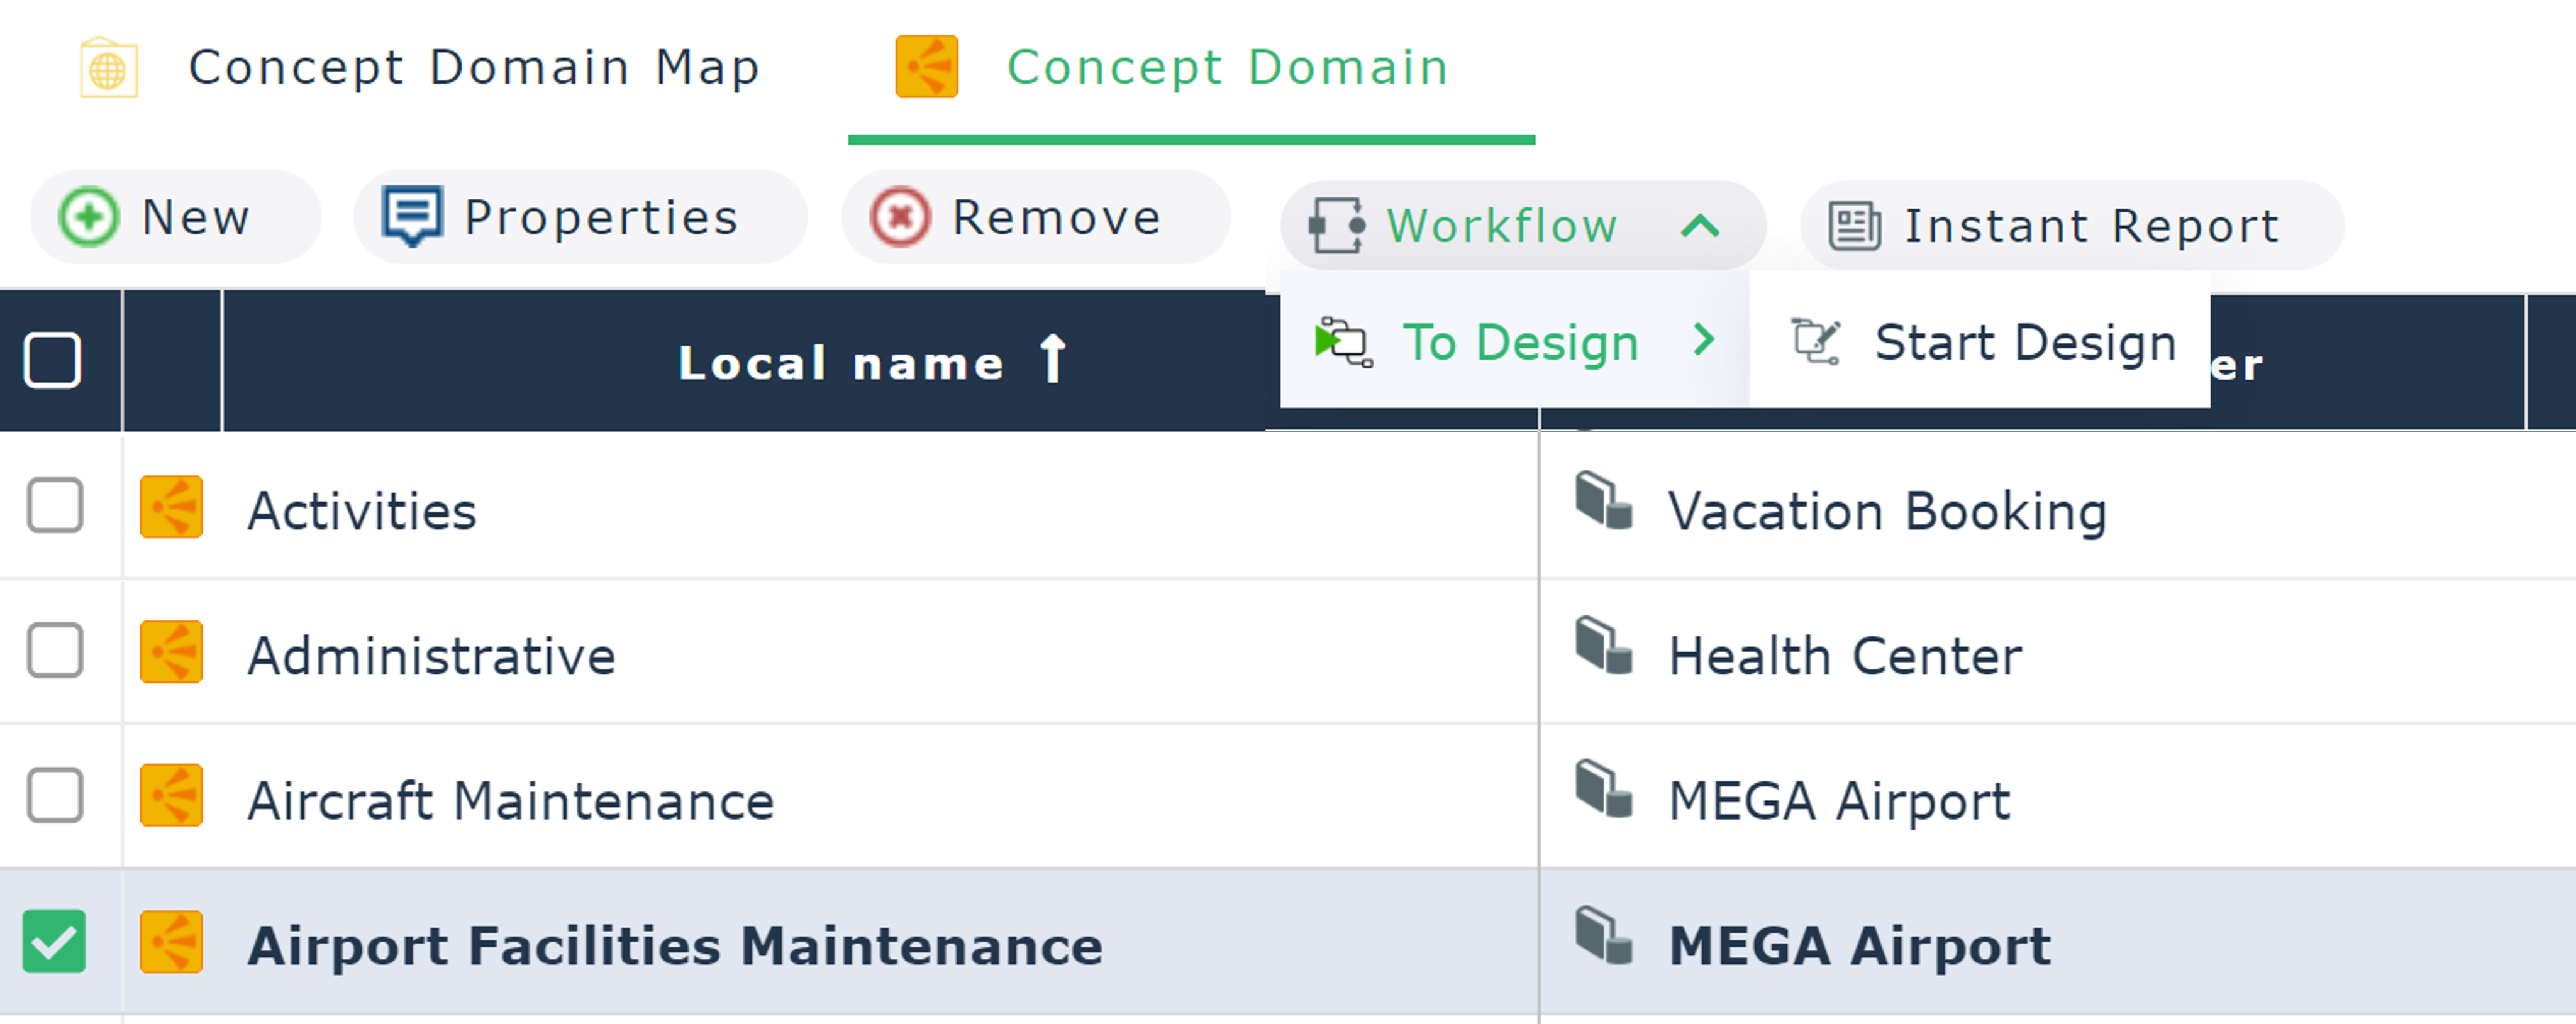 Concept Domain Map Concept Domain
New Properties Remove Workflow Instant Report
To Design Start Design
Local name
Activities Vacation Booking
Administrative Health Center
Aircraft Maintenance MEGA Airport
Airport Facilities Maintenance MEGA Airport